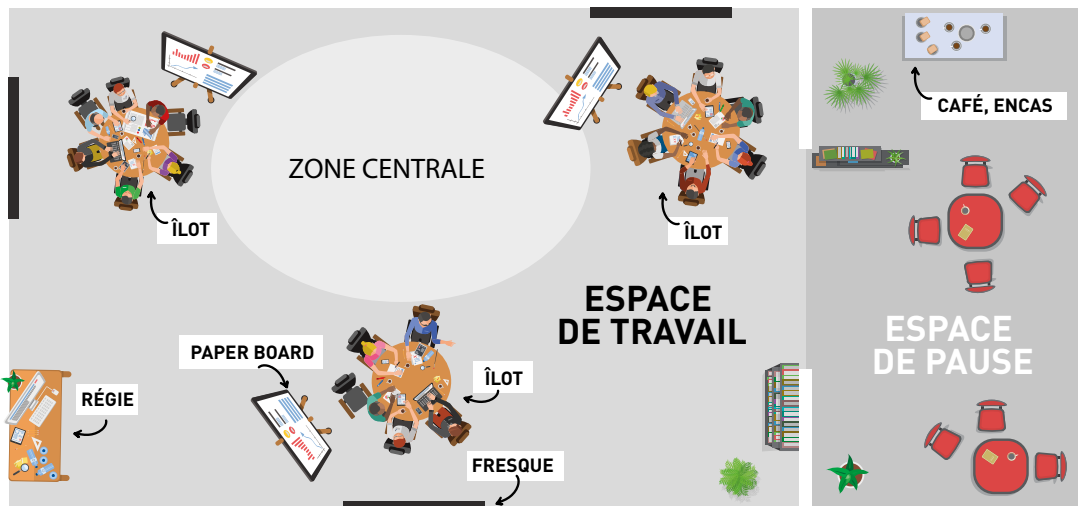 CAFÉ, ENCAS
ZONE CENTRALE
ÎLOT
ÎLOT
ESPACE
DE TRAVAIL
ESPACE
DE PAUSE
PAPER BOARD
ÎLOT
RÉGIE
FRESQUE